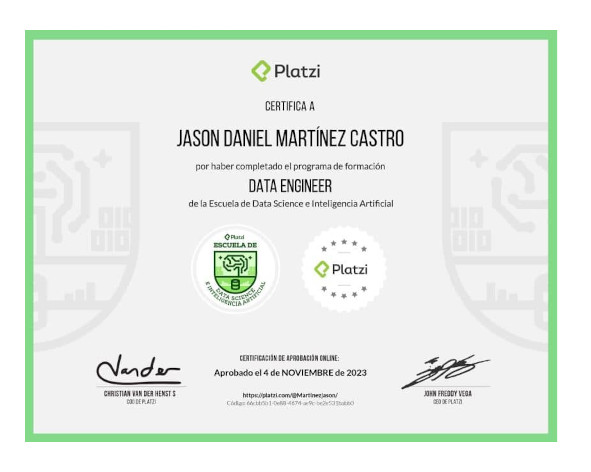 Platzi
CERTIFICA A
JASON DANIEL MARTÍNEZ CASTRO
por haber completado el programa de formación
DATA ENGINEER
de la Escuela de Data Science e Inteligencia Artificial
Platzi
ESCUELA DE
DATA SCIENCE
E INTELIGENCIA ARTIFICIAL
Platzi
CERTIFICACIÓN DE APROBACIÓN ONLINE:
Aprobado el 4 de NOVIEMBRE de 2023
CHRISTIAN VAN DER HENST S
COO DE PLATZI
https://platzi.com/@Martinezjason/
Código
JOHN FREDDY VEGA
CEO DE PLATZI